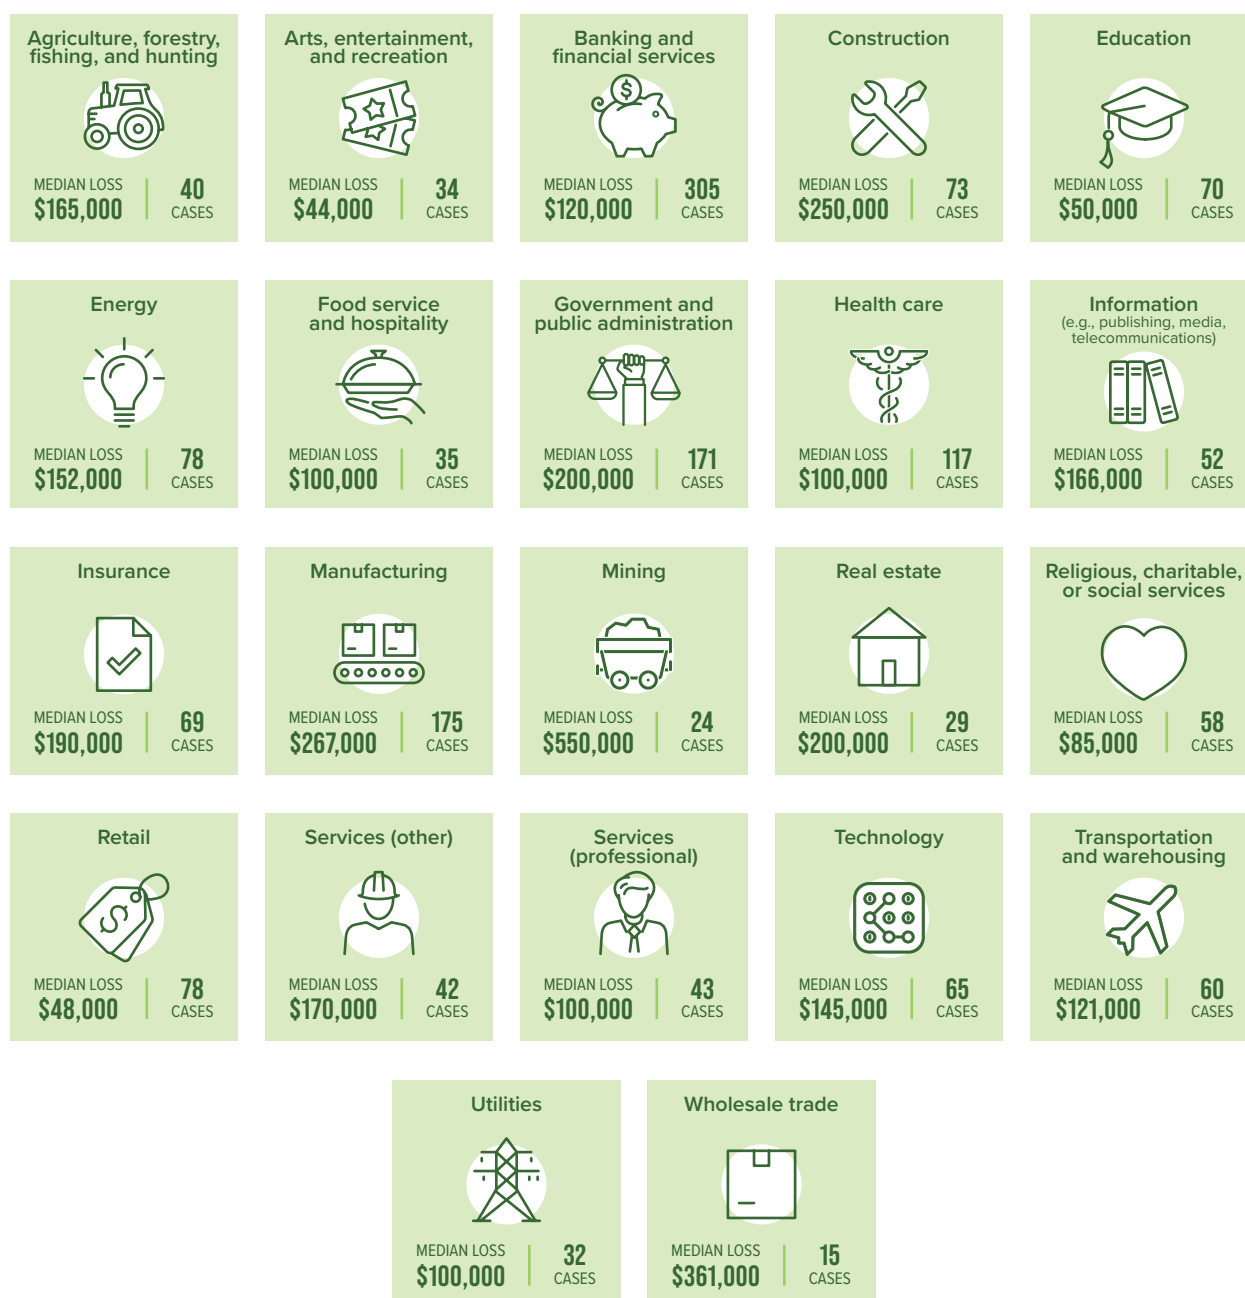 Agriculture, forestry,
fishing, and hunting
MEDIAN LOSS
$165,000
40
CASES
Arts, entertainment,
and recreation
MEDIAN LOSS
$44,000
34
CASES
Banking and
financial services
$
MEDIAN LOSS
$120,000
305
CASES
Construction
MEDIAN LOSS
$250,000
73
CASES
Education
MEDIAN LOSS
$50,000
70
CASES
Energy
MEDIAN LOSS
$152,000
78
CASES
Food service
and hospitality
MEDIAN LOSS
$100,000
35
CASES
Government and
public administration
MEDIAN LOSS
$200,000
171
CASES
Health care
MEDIAN LOSS
$100,000
117
CASES
Information
(e.g., publishing, media,
telecommunications)
MEDIAN LOSS
$166,000
52
CASES
Insurance
MEDIAN LOSS
$190,000
69
CASES
Manufacturing
MEDIAN LOSS
$267,000
175
CASES
Mining
MEDIAN LOSS
$550,000
24
CASES
Real estate
MEDIAN LOSS
$200,000
29
CASES
Religious, charitable,
or social services
MEDIAN LOSS
$85,000
58
CASES
Retail
$
MEDIAN LOSS
$48,000
78
CASES
Services (other)
MEDIAN LOSS
$170,000
42
CASES
Services
(professional)
MEDIAN LOSS
$100,000
43
CASES
Technology
MEDIAN LOSS
$145,000
65
CASES
Transportation
and warehousing
MEDIAN LOSS
$121,000
60
CASES
Utilities
MEDIAN LOSS
$100,000
32
CASES
Wholesale trade
MEDIAN LOSS
$361,000
15
CASES